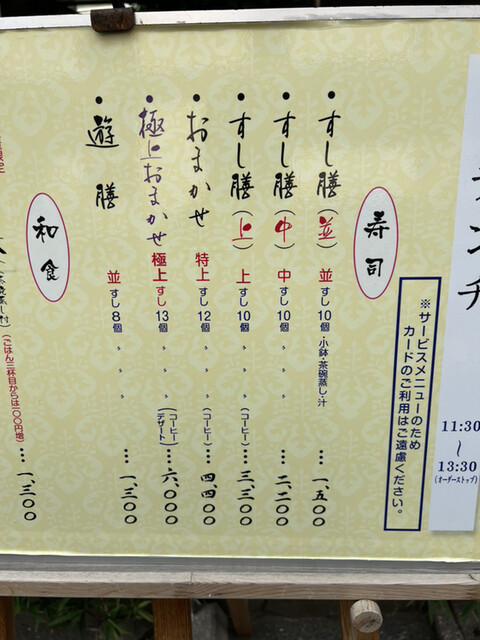 ランチ
11:30
〜
13:30
(オーダーストップ)
※サービスメニューのため
カードのご利用はご遠慮ください。
寿司
・すし膳(並) 並 すし10個・小鉢・茶碗蒸し・汁 … 一、五〇〇
・すし膳(中) 中 すし10個 〃 〃 〃 … 二、二〇〇
・すし膳(上) 上 すし10個 〃 〃 〃 (コーヒー) … 三、三〇〇
・おまかせ 特上 すし12個 〃 〃 〃 (コーヒー) … 四、四〇〇
・極上おまかせ 極上 すし13個 〃 〃 〃 (コーヒー デザート) … 六、〇〇〇
・遊膳 並 すし8個 〃 〃 〃 … 一、三〇〇
和食
(ごはん三杯目からは一〇〇円増) … 一、三〇〇